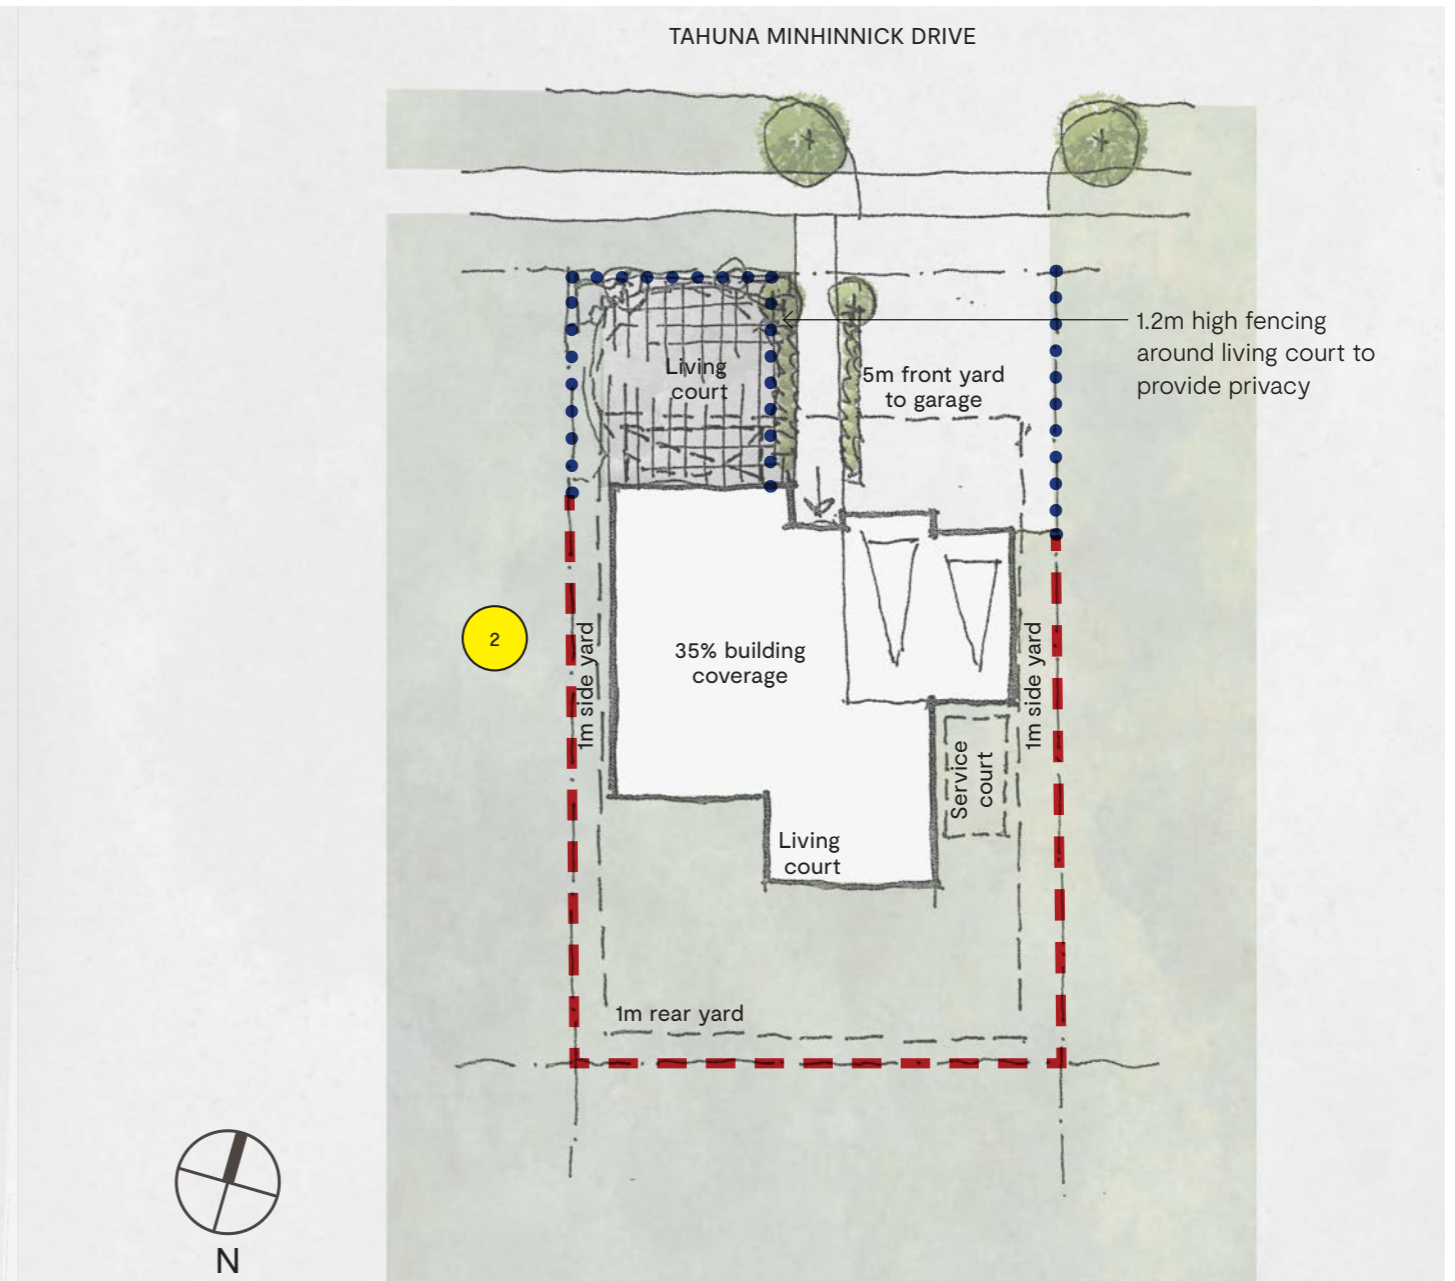 TAHUNA MINHINNICK DRIVE
1.2m high fencing
around living court to
provide privacy
Living
court
5m front yard
to garage
2
1m side yard
35% building
coverage
1m side yard
Service
court
Living
court
1m rear yard
N